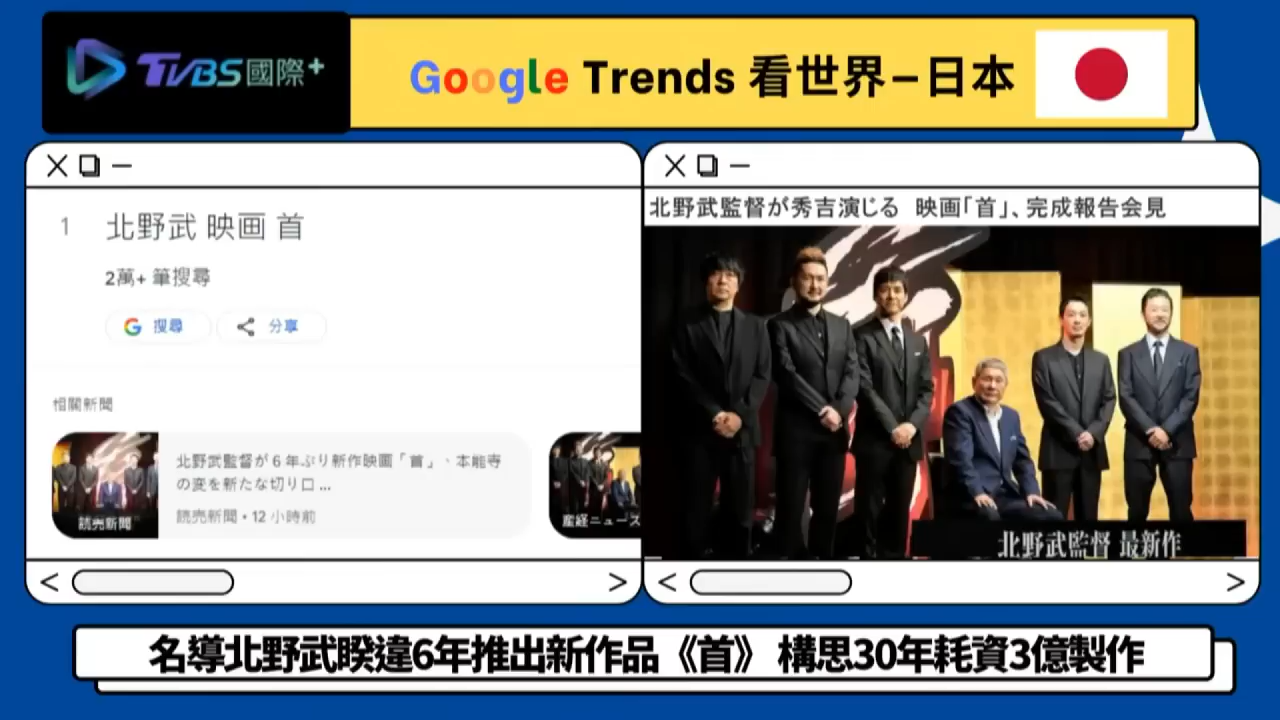 TVBS國際+
Google Trends 看世界–日本
1 北野武 映画 首
2萬+ 筆搜尋
搜尋
分享
相關新聞
北野武監督が6年ぶり新作映画「首」、本能寺
の変を新たな切り口 ...
読売新聞 • 12 小時前
読売新聞
産経ニュース
北野武監督が秀吉演じる 映画「首」、完成報告会見
北野武監督 最新作
名導北野武睽違6年推出新作品《首》 構思30年耗資3億製作